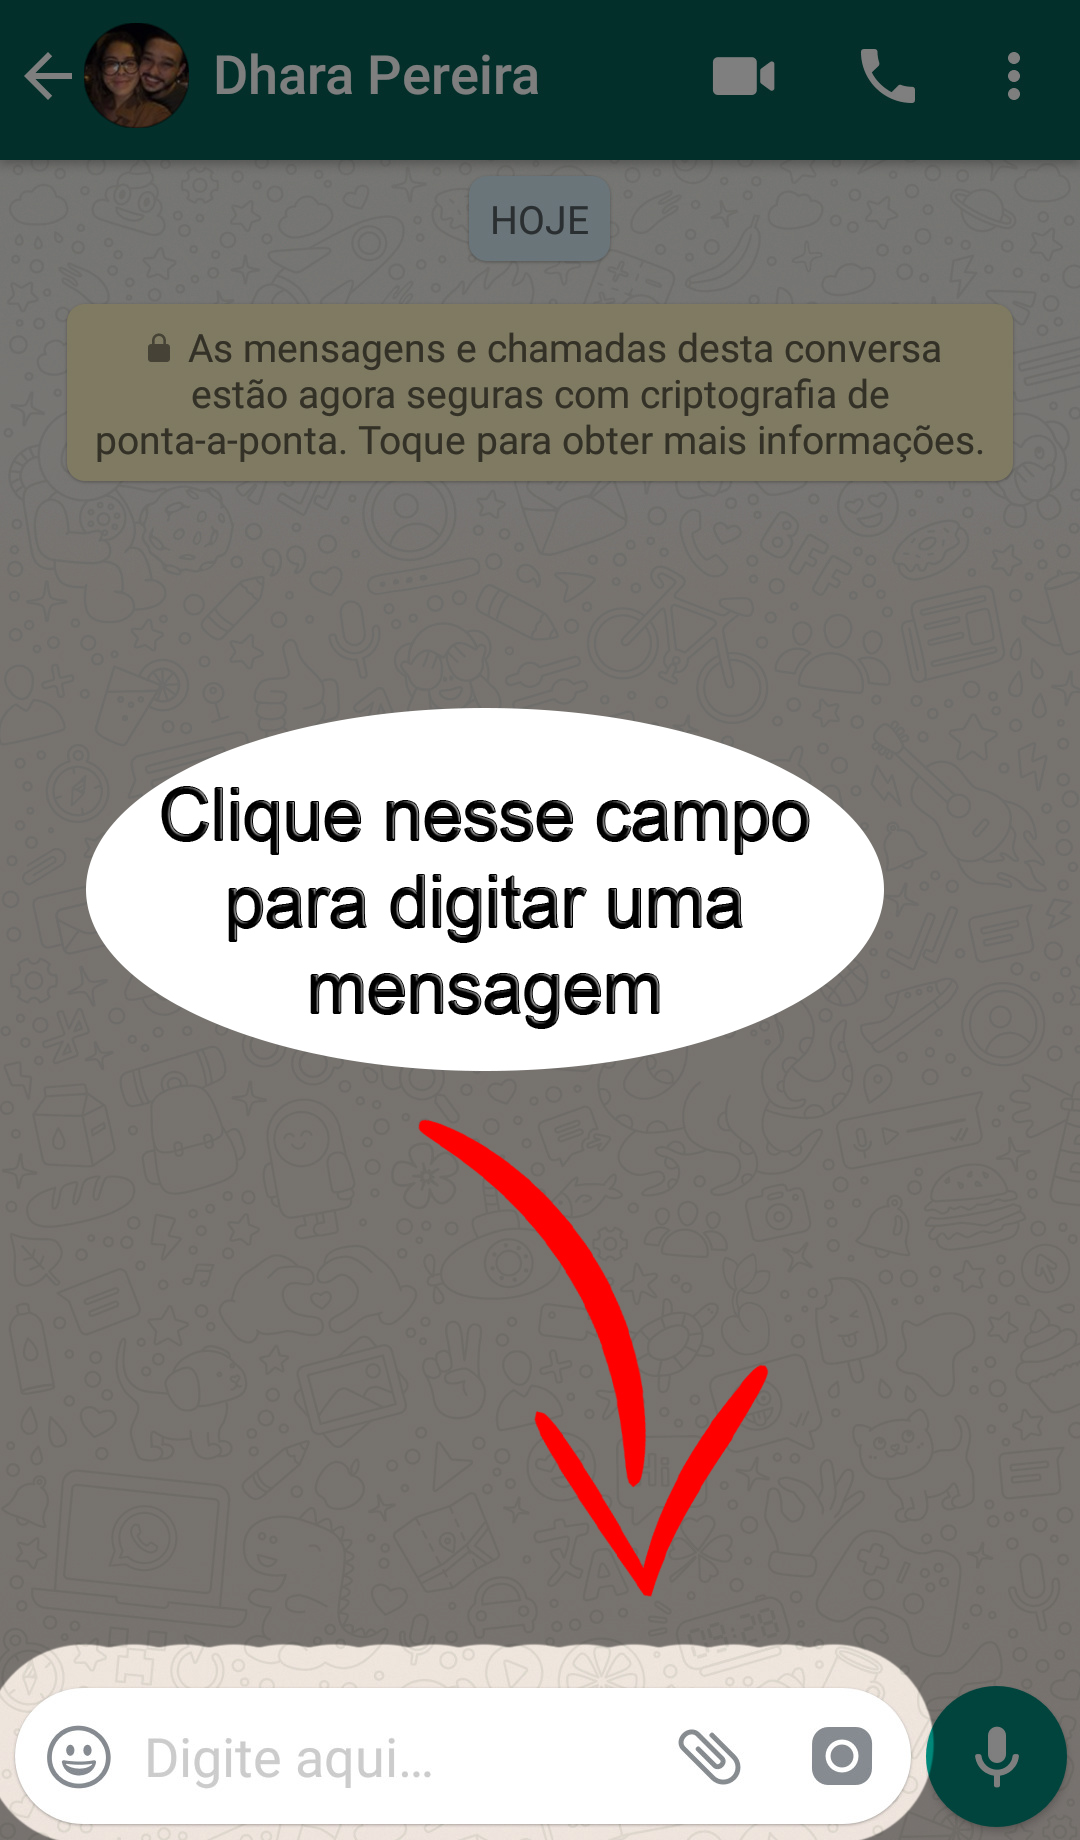 Dhara Pereira
HOJE
As mensagens e chamadas desta conversa
estão agora seguras com criptografia de
ponta-a-ponta. Toque para obter mais informações.
Clique nesse campo
para digitar uma
mensagem
Digite aqui...